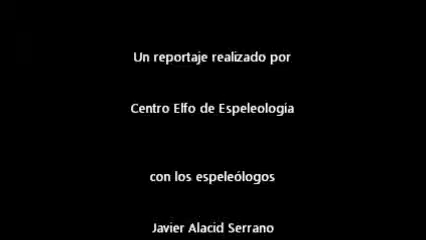 Un reportaje realizado por
Centro Elfo de Espeleología
con los espeleólogos
Javier Alacid Serrano